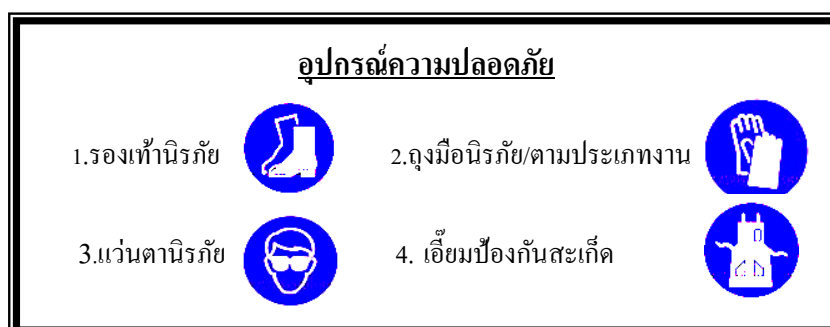 อุปกรณ์ความปลอดภัย
1.รองเท้านิรภัย 2.ถุงมือนิรภัย/ตามประเภทงาน
3.แว่นตานิรภัย 4. เอี๊ยมป้องกันสะเก็ด